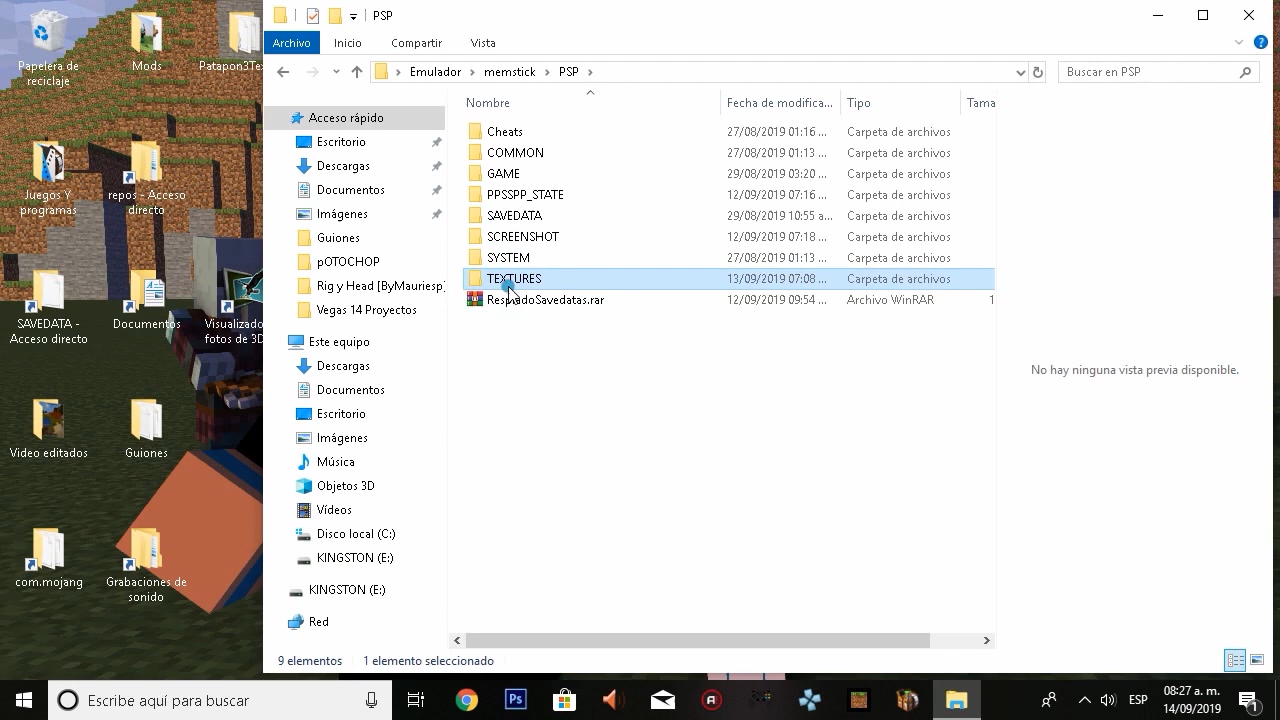 PSP
Archivo
Inicio
Compartir
Vista
Emulador
memstick
PSP
Buscar en PSP
Papelera de
reciclaje
Mods
Patapon3Te
Juegos Y
programas
repos - Acceso
directo
SAVEDATA -
Acceso directo
Documentos
Visualizado
fotos de 3D
Video editados
Guiones
com.mojang
Grabaciones de
sonido
Acceso rápido
Escritorio
Descargas
Documentos
Imágenes
Guiones
pOTOCHOP
Rig y Head [ByMauriesp
Vegas 14 Proyectos
Este equipo
Descargas
Documentos
Escritorio
Imágenes
Música
Objetos 3D
Vídeos
Disco local (C:)
KINGSTON (E:)
KINGSTON (E:)
Red
Nombre
Fecha de modifica...
Tipo
Tama
Cheats
27/08/2019 01:16 ...
Carpeta de archivos
COMMON
27/08/2019 01:13 ...
Carpeta de archivos
GAME
29/08/2019 03:20 ...
Carpeta de archivos
PPSSPP_STATE
12/09/2019 07:16 ...
Carpeta de archivos
SAVEDATA
Carpeta de archivos
SCREENSHOT
12/09/2019 07:18 ...
Carpeta de archivos
SYSTEM
27/08/2019 01:13 ...
Carpeta de archivos
TEXTURES
13/09/2019 07:08 ...
Carpeta de archivos
RespaldoSavedatas.rar
12/09/2019 09:54 ...
Archivo WinRAR
1
No hay ninguna vista previa disponible.
9 elementos
1 elemento seleccionado
Escribe aquí para buscar
Ps
ESP
08:27 a. m.
14/09/2019
1